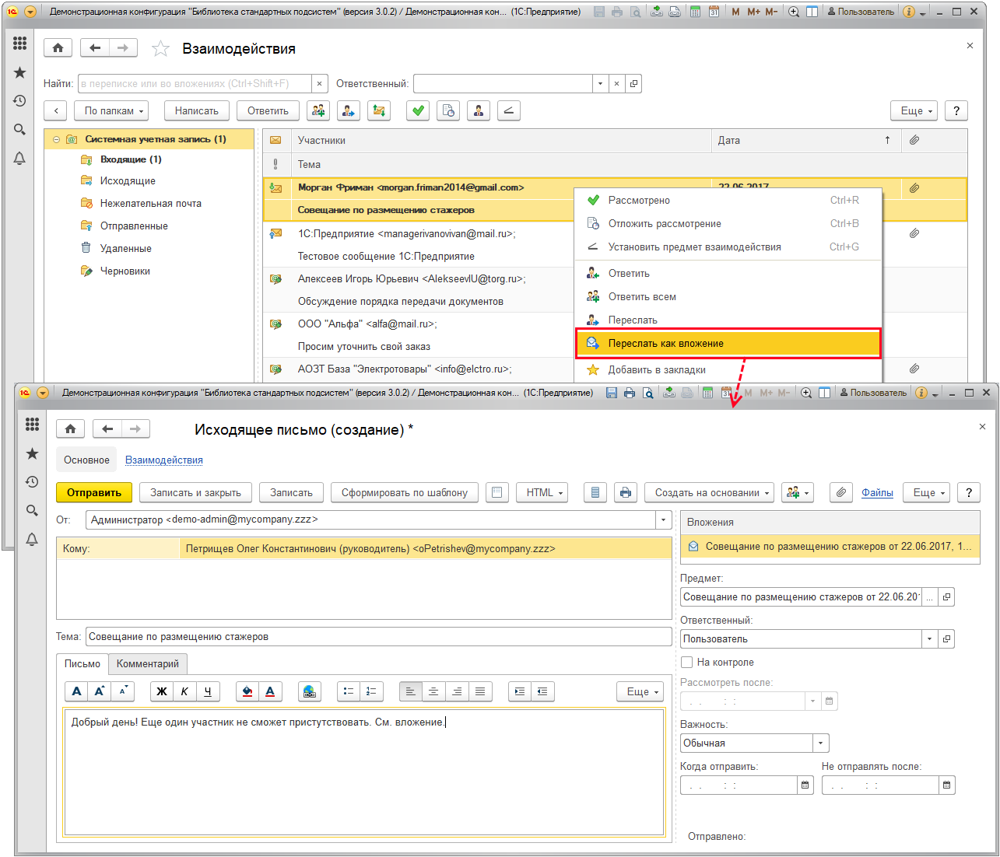 Демонстрационная конфигурация "Библиотека стандартных подсистем" (версия 3.0.2) / Демонстрационная кон... (1С:Предприятие) M M+ M- Пользователь
Взаимодействия
Найти: в переписке или во вложениях (Ctrl+Shift+F) × Ответственный:
По папкам Написать Ответить Еще ?
Системная учетная запись (1)
Входящие (1)
Исходящие
Нежелательная почта
Отправленные
Удаленные
Черновики
Участники Дата ↑
Тема
Морган Фриман <morgan.friman2014@gmail.com> 22.06.2017
Совещание по размещению стажеров
1С:Предприятие <managerivanovivan@mail.ru>;
Тестовое сообщение 1С:Предприятие
Алексеев Игорь Юрьевич <AlekseevIU@torg.ru>;
Обсуждение порядка передачи документов
ООО "Альфа" <alfa@mail.ru>;
Просим уточнить свой заказ
АОЗТ База "Электротовары" <info@elctro.ru>;
Рассмотрено Ctrl+R
Отложить рассмотрение Ctrl+B
Установить предмет взаимодействия Ctrl+G
Ответить
Ответить всем
Переслать
Переслать как вложение
Добавить в закладки
Демонстрационная конфигурация "Библиотека стандартных подсистем" (версия 3.0.2) / Демонстрационная кон... (1С:Предприятие) M M+ M- Пользователь
Исходящее письмо (создание) *
Основное Взаимодействия
Отправить Записать и закрыть Записать Сформировать по шаблону HTML Создать на основании Файлы Еще ?
От: Администратор <demo-admin@mycompany.zzz>
Кому: Петрищев Олег Константинович (руководитель) <oPetrishev@mycompany.zzz>
Тема: Совещание по размещению стажеров
Письмо Комментарий
А А А Ж К Ч А Еще
Добрый день! Еще один участник не сможет пристутствовать. См. вложение.
Вложения
Совещание по размещению стажеров от 22.06.2017, 1...
Предмет:
Совещание по размещению стажеров от 22.06.201 ...
Ответственный:
Пользователь
На контроле
Рассмотреть после:
. . : :
Важность:
Обычная
Когда отправить: Не отправлять после:
. . : : . . : :
Отправлено: